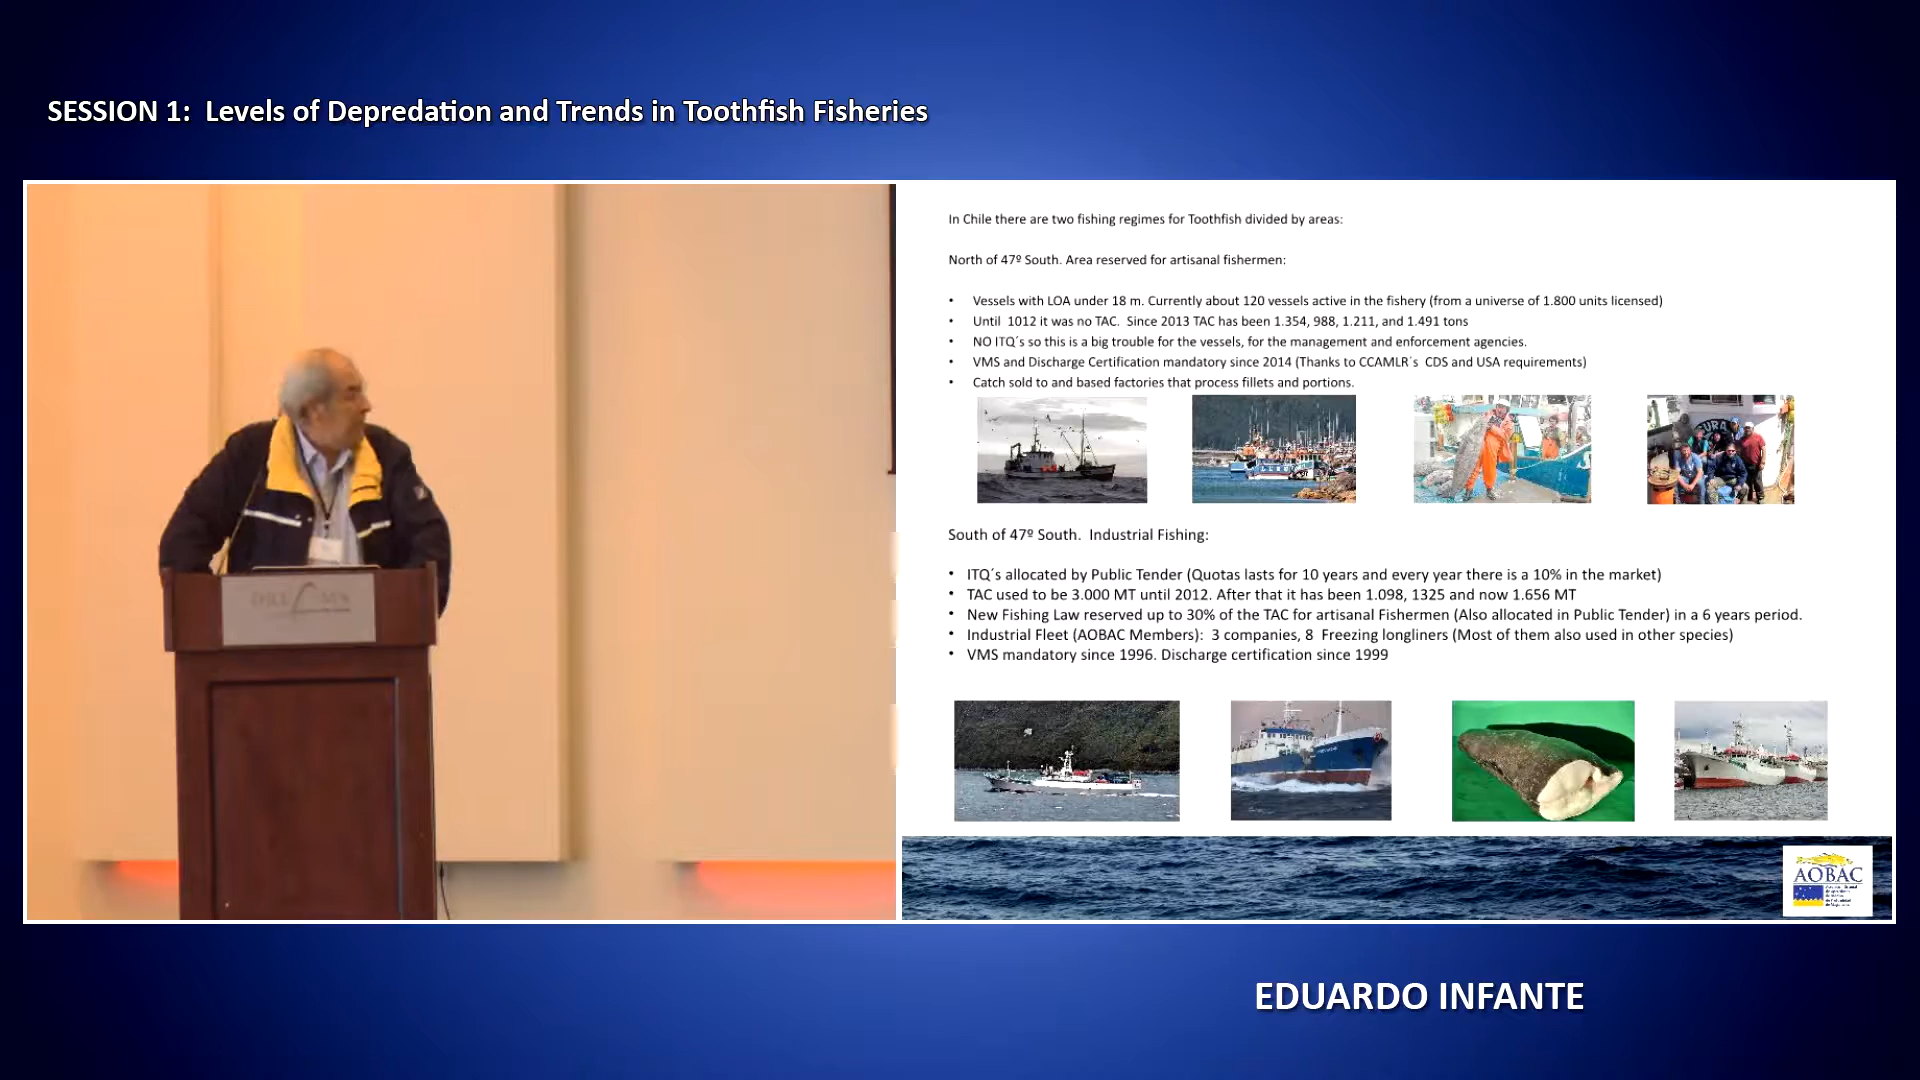 SESSION 1:  Levels of Depredation and Trends in Toothfish Fisheries
In Chile there are two fishing regimes for Toothfish divided by areas:
North of 47º South. Area reserved for artisanal fishermen:
• Vessels with LOA under 18 m. Currently about 120 vessels active in the fishery (from a universe of 1.800 units licensed)
• Until  1012 it was no TAC.  Since 2013 TAC has been 1.354, 988, 1.211, and 1.491 tons
• NO ITQ´s so this is a big trouble for the vessels, for the management and enforcement agencies.
• VMS and Discharge Certification mandatory since 2014 (Thanks to CCAMLR´s  CDS and USA requirements)
• Catch sold to and based factories that process fillets and portions.
South of 47º South.  Industrial Fishing:
• ITQ´s allocated by Public Tender (Quotas lasts for 10 years and every year there is a 10% in the market)
• TAC used to be 3.000 MT until 2012. After that it has been 1.098, 1325 and now 1.656 MT
• New Fishing Law reserved up to 30% of the TAC for artisanal Fishermen (Also allocated in Public Tender) in a 6 years period.
• Industrial Fleet (AOBAC Members):  3 companies, 8  Freezing longliners (Most of them also used in other species)
• VMS mandatory since 1996. Discharge certification since 1999
AOBAC
EDUARDO INFANTE